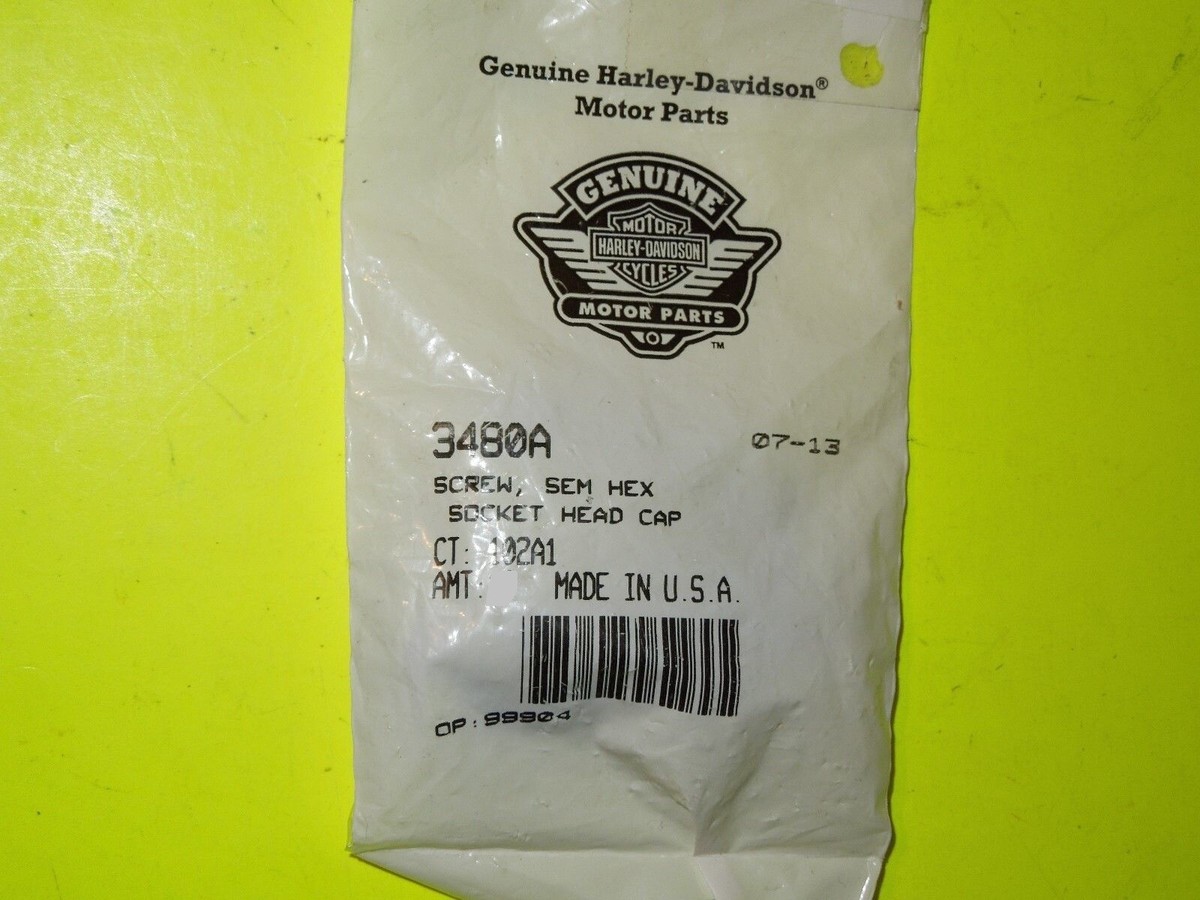 Genuine Harley-Davidson®
Motor Parts
GENUINE
MOTOR
HARLEY-DAVIDSON
CYCLES
MOTOR PARTS
TM
3480A 07-13
SCREW, SEM HEX
SOCKET HEAD CAP
CT: 102A1
AMT: MADE IN U.S.A.
OP: 99904